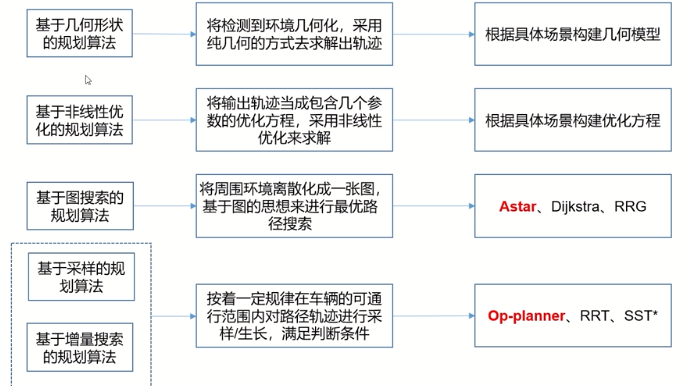 基于几何形状
的规划算法
将检测到环境几何化，采用
纯几何的方式去求解出轨迹
根据具体场景构建几何模型
基于非线性优
化的规划算法
将输出轨迹当成包含几个参
数的优化方程，采用非线性
优化来求解
根据具体场景构建优化方程
基于图搜索的
规划算法
将周围环境离散化成一张图，
基于图的思想来进行最优路
径搜索
Astar、Dijkstra、RRG
基于采样的规
划算法
基于增量搜索
的规划算法
按着一定规律在车辆的可通
行范围内对路径轨迹进行采
样/生长，满足判断条件
Op-planner、RRT、SST*